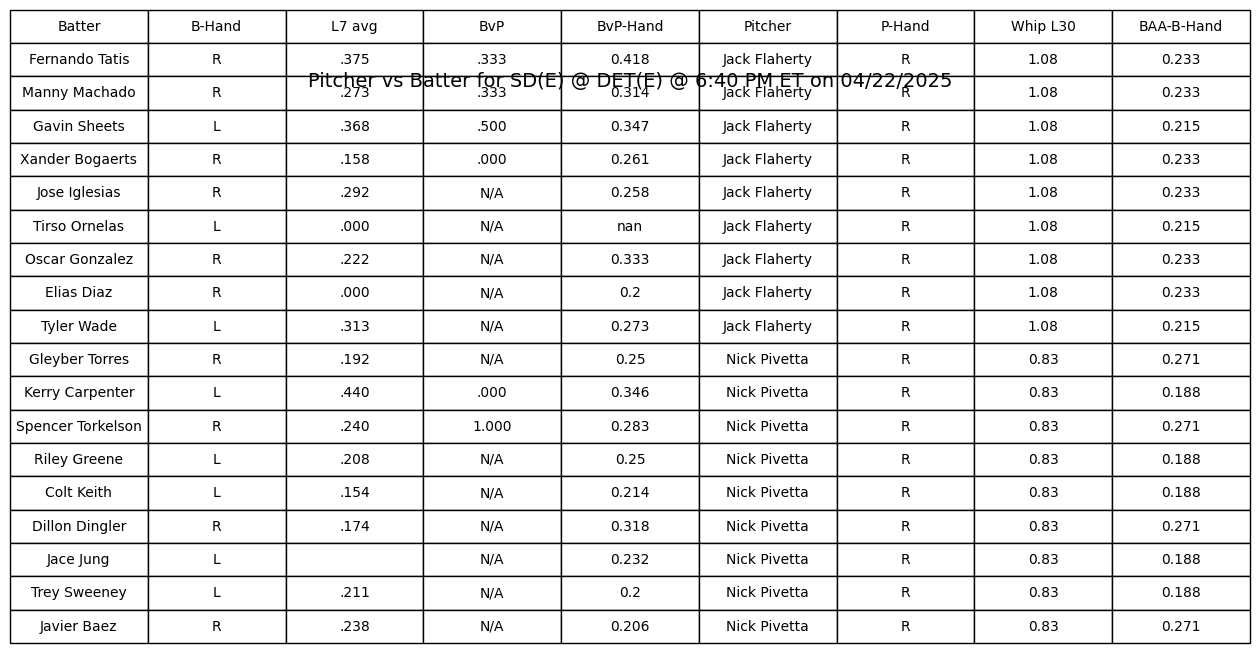 Batter B-Hand L7 avg BvP BvP-Hand Pitcher P-Hand Whip L30 BAA-B-Hand
Fernando Tatis R .375 .333 0.418 Jack Flaherty R 1.08 0.233
Pitcher vs Batter for SD(E) @ DET(E) @ 6:40 PM ET on 04/22/2025
Manny Machado R .273 .333 0.314 Jack Flaherty R 1.08 0.233
Gavin Sheets L .368 .500 0.347 Jack Flaherty R 1.08 0.215
Xander Bogaerts R .158 .000 0.261 Jack Flaherty R 1.08 0.233
Jose Iglesias R .292 N/A 0.258 Jack Flaherty R 1.08 0.233
Tirso Ornelas L .000 N/A nan Jack Flaherty R 1.08 0.215
Oscar Gonzalez R .222 N/A 0.333 Jack Flaherty R 1.08 0.233
Elias Diaz R .000 N/A 0.2 Jack Flaherty R 1.08 0.233
Tyler Wade L .313 N/A 0.273 Jack Flaherty R 1.08 0.215
Gleyber Torres R .192 N/A 0.25 Nick Pivetta R 0.83 0.271
Kerry Carpenter L .440 .000 0.346 Nick Pivetta R 0.83 0.188
Spencer Torkelson R .240 1.000 0.283 Nick Pivetta R 0.83 0.271
Riley Greene L .208 N/A 0.25 Nick Pivetta R 0.83 0.188
Colt Keith L .154 N/A 0.214 Nick Pivetta R 0.83 0.188
Dillon Dingler R .174 N/A 0.318 Nick Pivetta R 0.83 0.271
Jace Jung L N/A 0.232 Nick Pivetta R 0.83 0.188
Trey Sweeney L .211 N/A 0.2 Nick Pivetta R 0.83 0.188
Javier Baez R .238 N/A 0.206 Nick Pivetta R 0.83 0.271